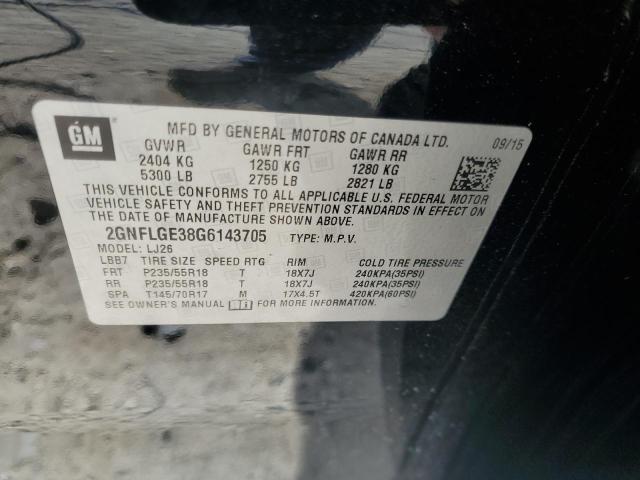 GM
MFD BY GENERAL MOTORS OF CANADA LTD.
09/15
GVWR GAWR FRT GAWR RR
2404 KG 1250 KG 1280 KG
5300 LB 2755 LB 2821 LB
THIS VEHICLE CONFORMS TO ALL APPLICABLE U.S. FEDERAL MOTOR
VEHICLE SAFETY AND THEFT PREVENTION STANDARDS IN EFFECT ON
THE DATE OF MANUFACTURE SHOWN ABOVE.
2GNFLGE38G6143705 TYPE: M.P.V.
MODEL: LJ26
LBB7 TIRE SIZE SPEED RTG RIM COLD TIRE PRESSURE
FRT P235/55R18 T 18X7J 240KPA(35PSI)
RR P235/55R18 T 18X7J 240KPA(35PSI)
SPA T145/70R17 M 17X4.5T 420KPA(60PSI)
SEE OWNER'S MANUAL FOR MORE INFORMATION.